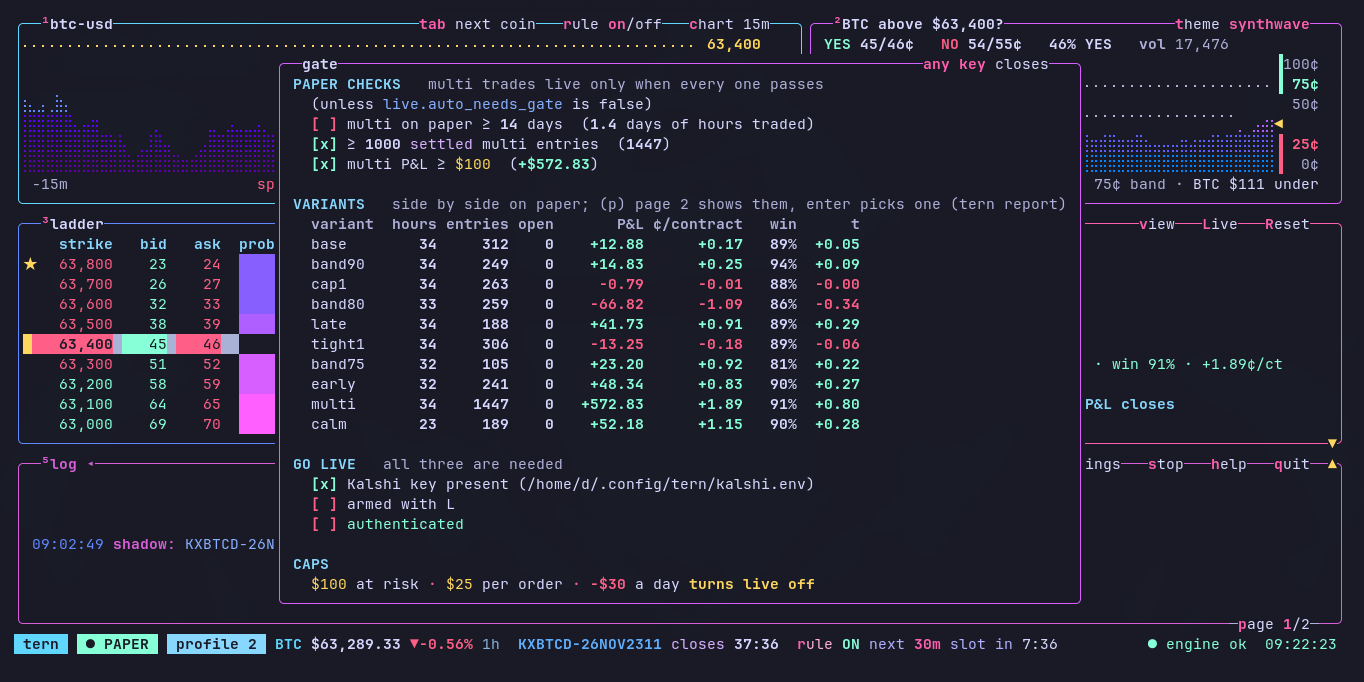 ¹btc-usd tab next coin rule on/off chart 15m ²BTC above $63,400? theme synthwave
63,400 YES 45/46¢ NO 54/55¢ 46% YES vol 17,476
gate any key closes 100¢
PAPER CHECKS multi trades live only when every one passes 75¢
(unless live.auto_needs_gate is false) 50¢
[ ] multi on paper ≥ 14 days (1.4 days of hours traded)
[x] ≥ 1000 settled multi entries (1447) 25¢
[x] multi P&L ≥ $100 (+$572.83) 0¢
-15m sp 75¢ band · BTC $111 under
VARIANTS side by side on paper; (p) page 2 shows them, enter picks one (tern report)
³ladder variant hours entries open P&L ¢/contract win t view Live Reset
strike bid ask prob base 34 312 0 +12.88 +0.17 89% +0.05
★ 63,800 23 24 band90 34 249 0 +14.83 +0.25 94% +0.09
63,700 26 27 cap1 34 263 0 -0.79 -0.01 88% -0.00
63,600 32 33 band80 33 259 0 -66.82 -1.09 86% -0.34
63,500 38 39 late 34 188 0 +41.73 +0.91 89% +0.29
63,400 45 46 tight1 34 306 0 -13.25 -0.18 89% -0.06
63,300 51 52 band75 32 105 0 +23.20 +0.92 81% +0.22 · win 91% · +1.89¢/ct
63,200 58 59 early 32 241 0 +48.34 +0.83 90% +0.27
63,100 64 65 multi 34 1447 0 +572.83 +1.89 91% +0.80 P&L closes
63,000 69 70 calm 23 189 0 +52.18 +1.15 90% +0.28
⁵log GO LIVE all three are needed ings stop help quit
[x] Kalshi key present (/home/d/.config/tern/kalshi.env)
[ ] armed with L
[ ] authenticated
09:02:49 shadow: KXBTCD-26N
CAPS
$100 at risk · $25 per order · -$30 a day turns live off
page 1/2
tern ● PAPER profile 2 BTC $63,289.33 ▼-0.56% 1h KXBTCD-26NOV2311 closes 37:36 rule ON next 30m slot in 7:36 ● engine ok 09:22:23